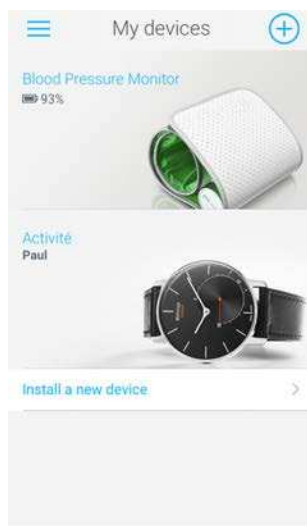 My devices
Blood Pressure Monitor
93%
Activité
Paul
Install a new device